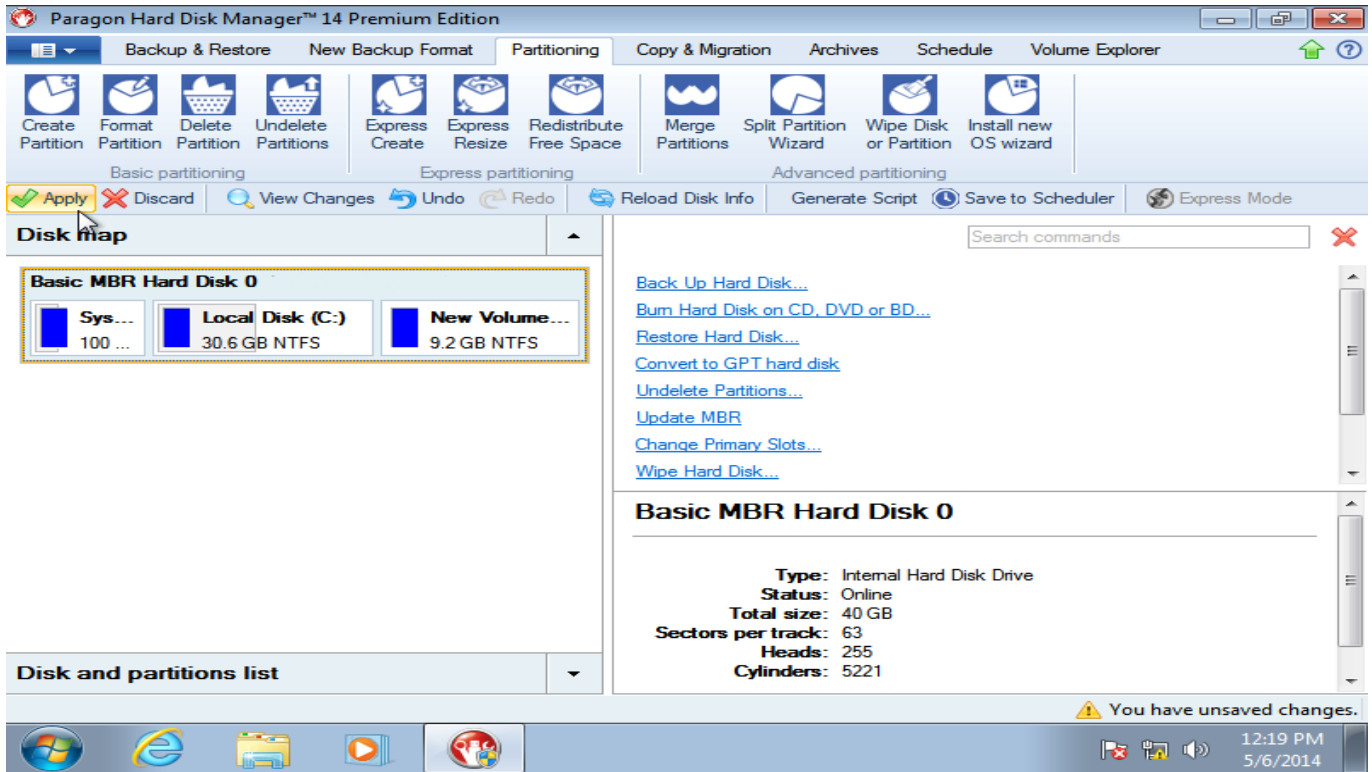 Paragon Hard Disk Manager™ 14 Premium Edition
Backup & Restore New Backup Format Partitioning Copy & Migration Archives Schedule Volume Explorer
Create Partition
Format Partition
Delete Partition
Undelete Partitions
Express Create
Express Resize
Redistribute Free Space
Merge Partitions
Split Partition Wizard
Wipe Disk or Partition
Install new OS wizard
Basic partitioning Express partitioning Advanced partitioning
Apply Discard View Changes Undo Redo Reload Disk Info Generate Script Save to Scheduler Express Mode
Disk map
Search commands
Basic MBR Hard Disk 0
Sys...
100 ...
Local Disk (C:)
30.6 GB NTFS
New Volume...
9.2 GB NTFS
Back Up Hard Disk...
Burn Hard Disk on CD, DVD or BD...
Restore Hard Disk...
Convert to GPT hard disk
Undelete Partitions...
Update MBR
Change Primary Slots...
Wipe Hard Disk...
Basic MBR Hard Disk 0
Type: Internal Hard Disk Drive
Status: Online
Total size: 40 GB
Sectors per track: 63
Heads: 255
Cylinders: 5221
Disk and partitions list
You have unsaved changes.
12:19 PM
5/6/2014